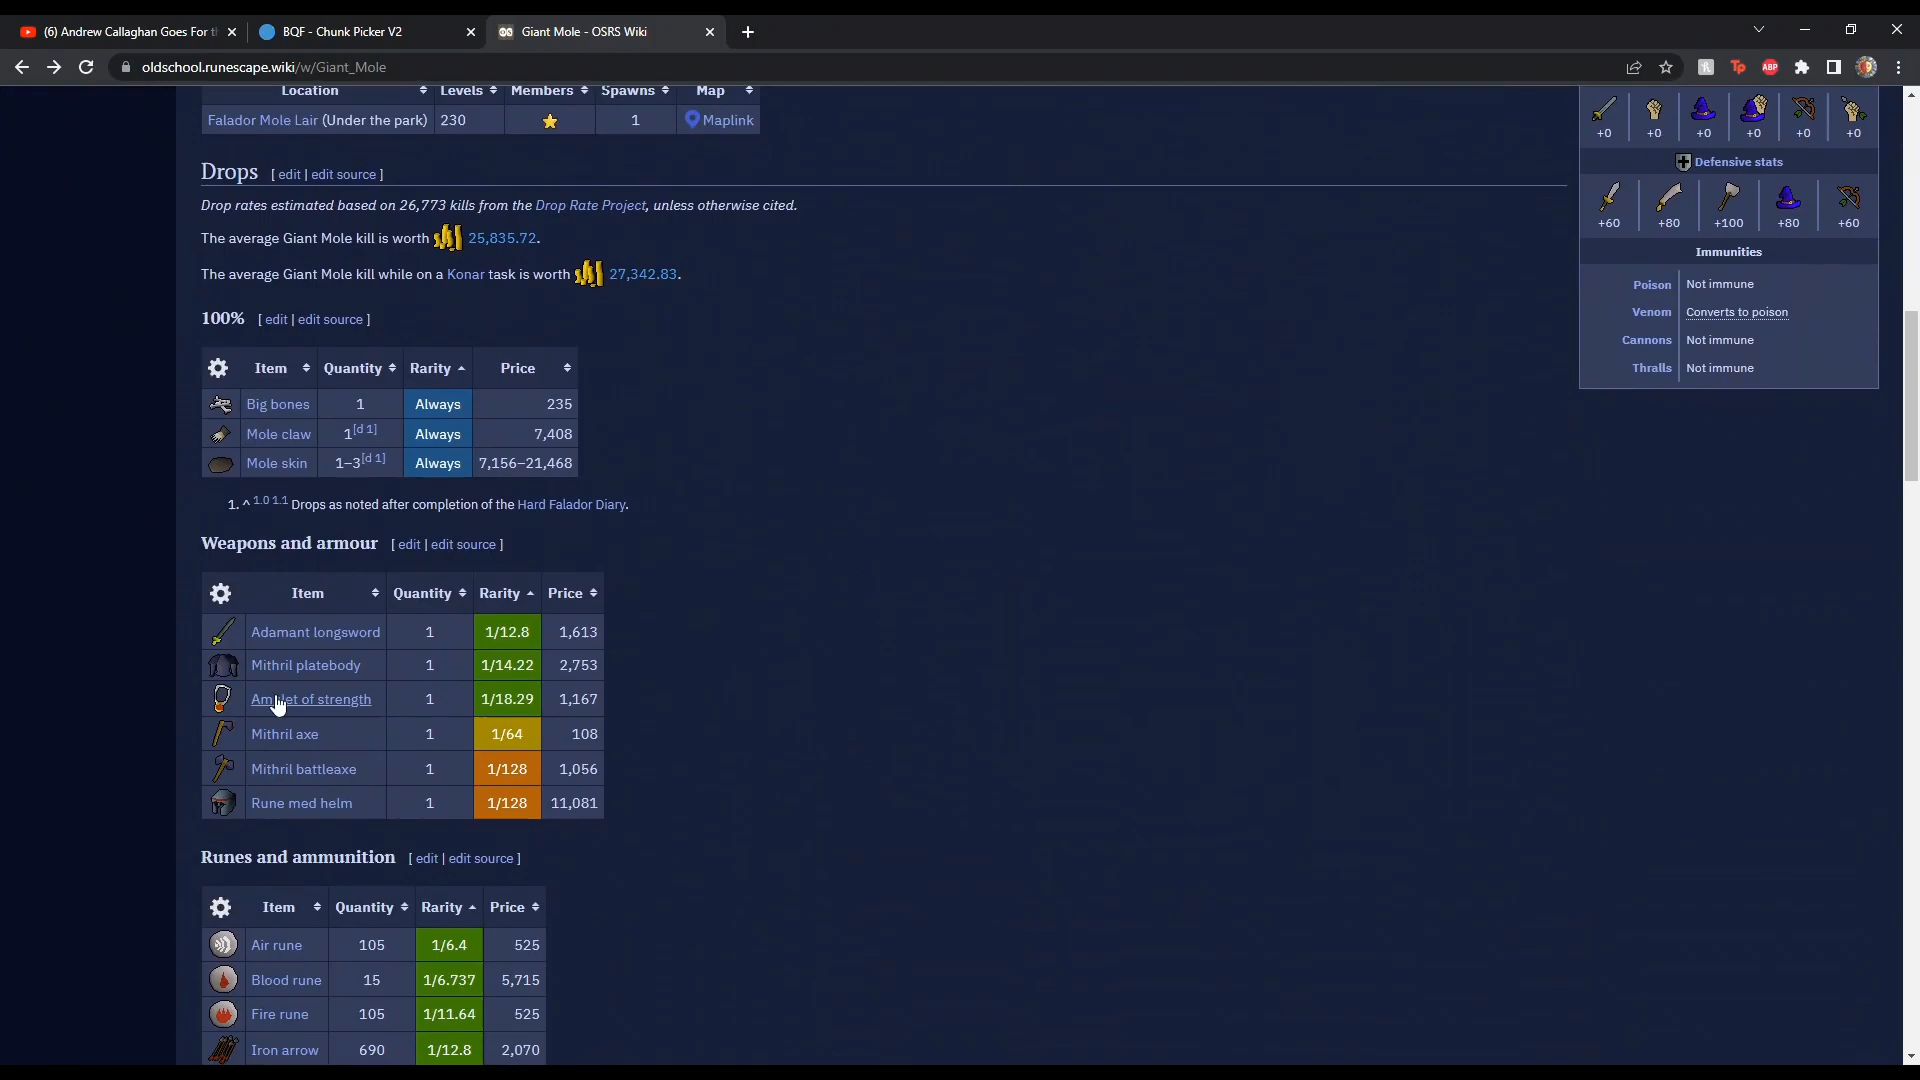 (6) Andrew Callaghan Goes For th
BQF - Chunk Picker V2
Giant Mole - OSRS Wiki
oldschool.runescape.wiki/w/Giant_Mole
Location Levels Members Spawns Map
Falador Mole Lair (Under the park) 230 1 Maplink
Drops [ edit | edit source ]
Drop rates estimated based on 26,773 kills from the Drop Rate Project, unless otherwise cited.
The average Giant Mole kill is worth 25,835.72.
The average Giant Mole kill while on a Konar task is worth 27,342.83.
100% [ edit | edit source ]
Item Quantity Rarity Price
Big bones 1 Always 235
Mole claw 1[d 1] Always 7,408
Mole skin 1–3[d 1] Always 7,156–21,468
1. ^ 1.0 1.1 Drops as noted after completion of the Hard Falador Diary.
Weapons and armour [ edit | edit source ]
Item Quantity Rarity Price
Adamant longsword 1 1/12.8 1,613
Mithril platebody 1 1/14.22 2,753
Amulet of strength 1 1/18.29 1,167
Mithril axe 1 1/64 108
Mithril battleaxe 1 1/128 1,056
Rune med helm 1 1/128 11,081
Runes and ammunition [ edit | edit source ]
Item Quantity Rarity Price
Air rune 105 1/6.4 525
Blood rune 15 1/6.737 5,715
Fire rune 105 1/11.64 525
Iron arrow 690 1/12.8 2,070
+0 +0 +0 +0 +0 +0
Defensive stats
+60 +80 +100 +80 +60
Immunities
Poison Not immune
Venom Converts to poison
Cannons Not immune
Thralls Not immune
Tp
ABP